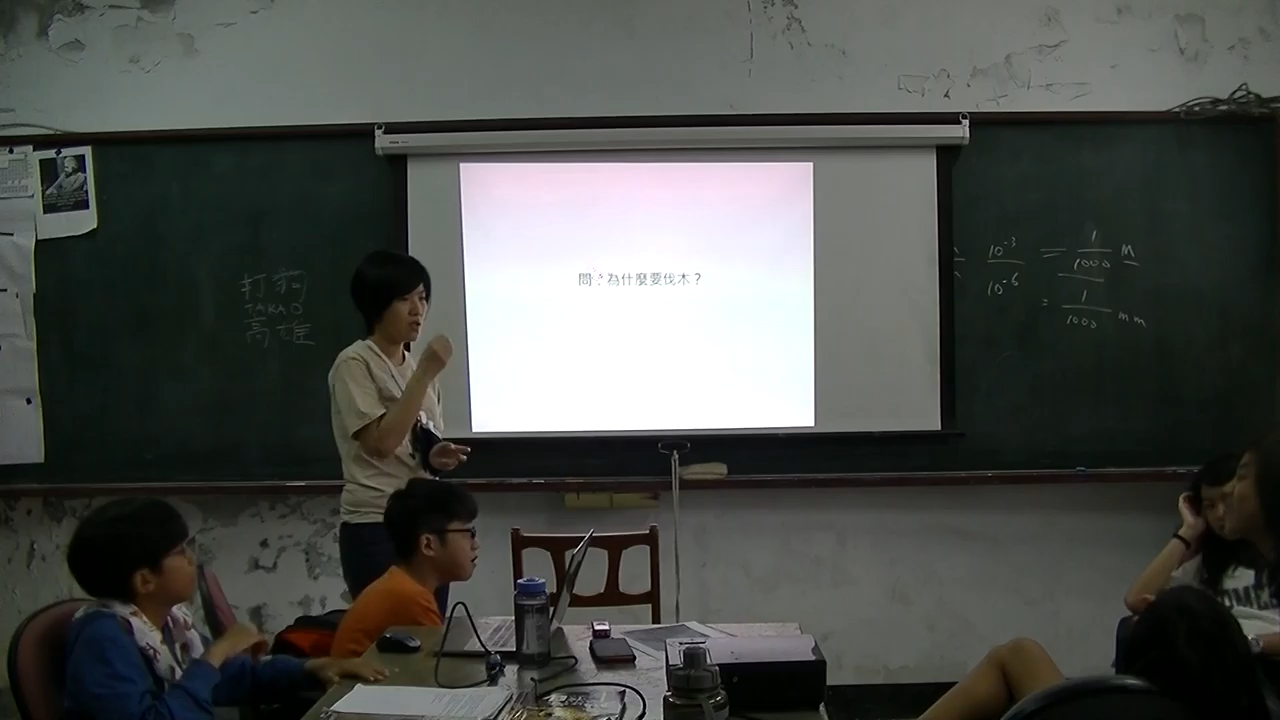 打狗
TAKAO
高雄
問：為什麼要伐木？
10⁻³
10⁻⁶
= 1/1000 M
= 1/1000 mm